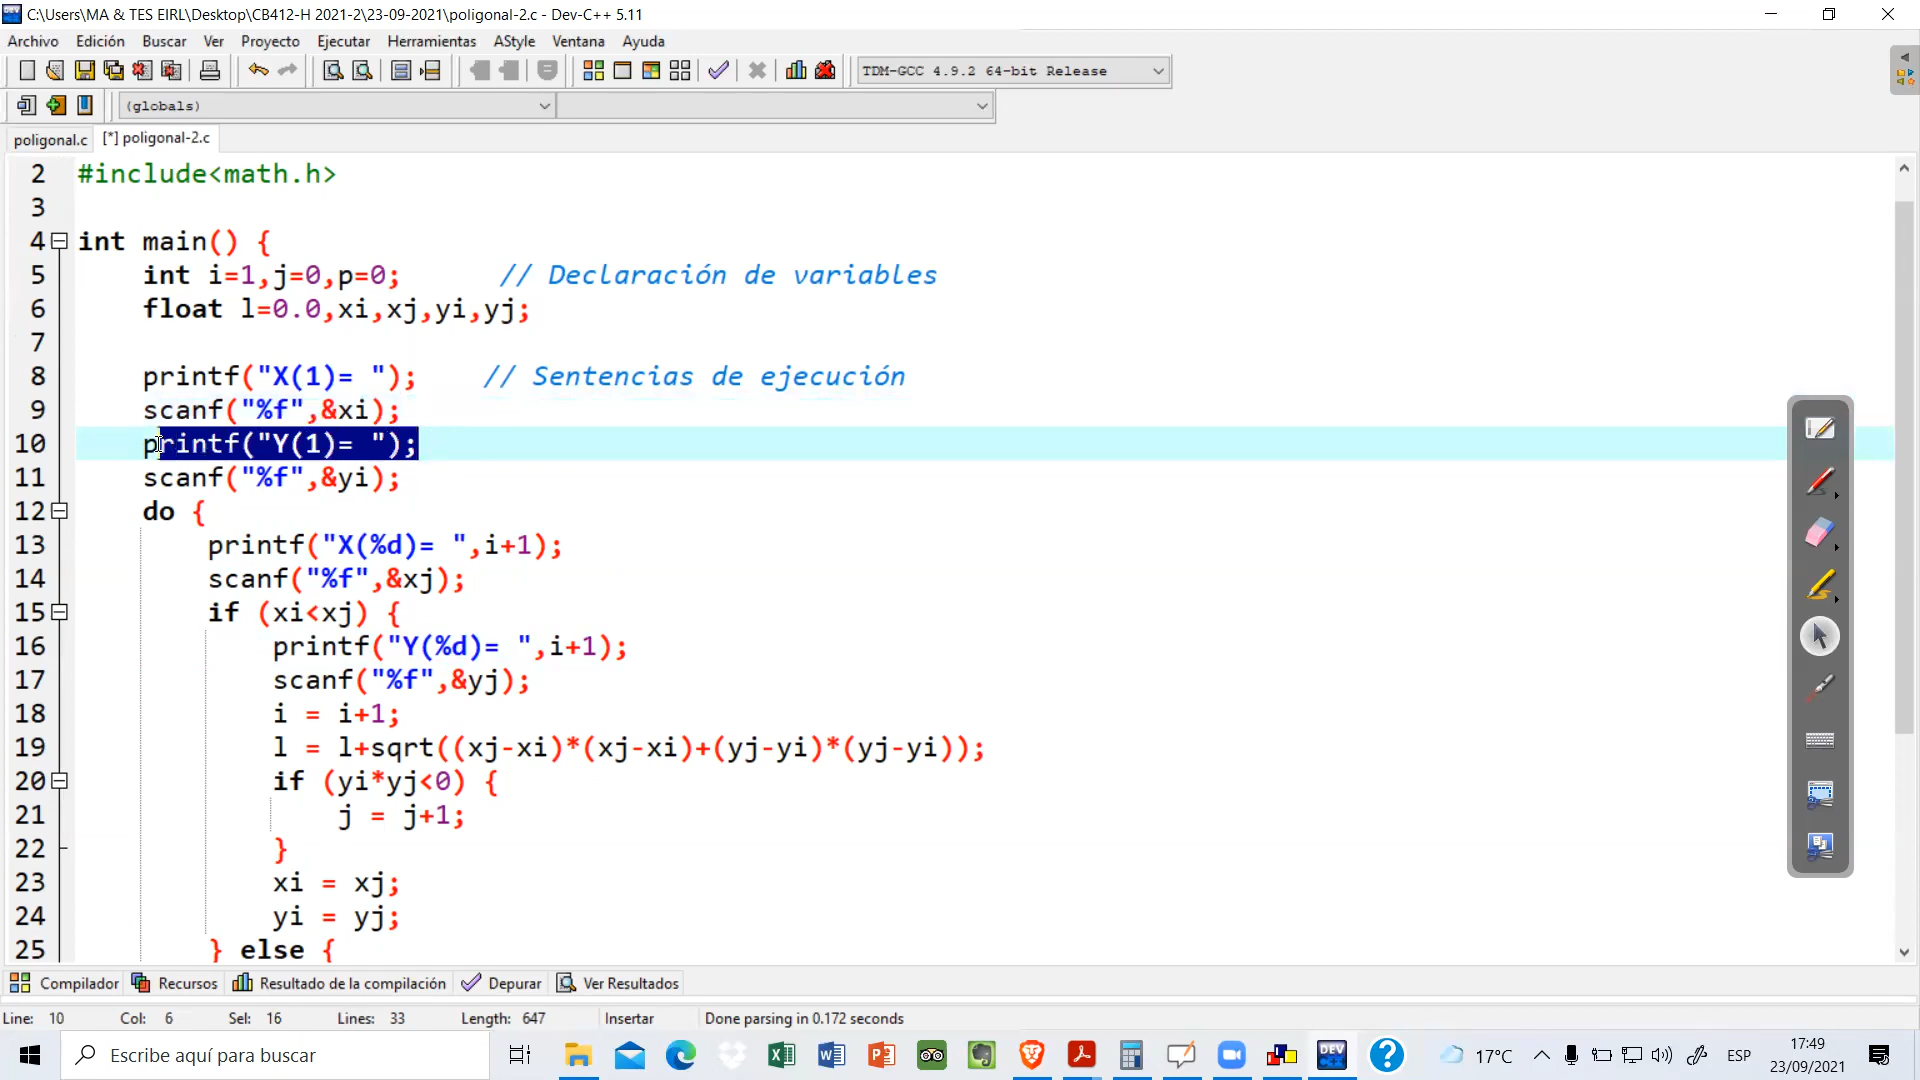 C:\Users\MA & TES EIRL\Desktop\CB412-H 2021-2\23-09-2021\poligonal-2.c - Dev-C++ 5.11
Archivo Edición Buscar Ver Proyecto Ejecutar Herramientas AStyle Ventana Ayuda
TDM-GCC 4.9.2 64-bit Release
(globals)
poligonal.c [*] poligonal-2.c
2 #include<math.h>
3
4 int main() {
5 int i=1,j=0,p=0; // Declaración de variables
6 float l=0.0,xi,xj,yi,yj;
7
8 printf("X(1)= "); // Sentencias de ejecución
9 scanf("%f",&xi);
10 printf("Y(1)= ");
11 scanf("%f",&yi);
12 do {
13 printf("X(%d)= ",i+1);
14 scanf("%f",&xj);
15 if (xi<xj) {
16 printf("Y(%d)= ",i+1);
17 scanf("%f",&yj);
18 i = i+1;
19 l = l+sqrt((xj-xi)*(xj-xi)+(yj-yi)*(yj-yi));
20 if (yi*yj<0) {
21 j = j+1;
22 }
23 xi = xj;
24 yi = yj;
25 } else {
Compilador Recursos Resultado de la compilación Depurar Ver Resultados
Line: 10 Col: 6 Sel: 16 Lines: 33 Length: 647 Insertar Done parsing in 0.172 seconds
Escribe aquí para buscar
DEV C++
17°C
ESP
17:49
23/09/2021